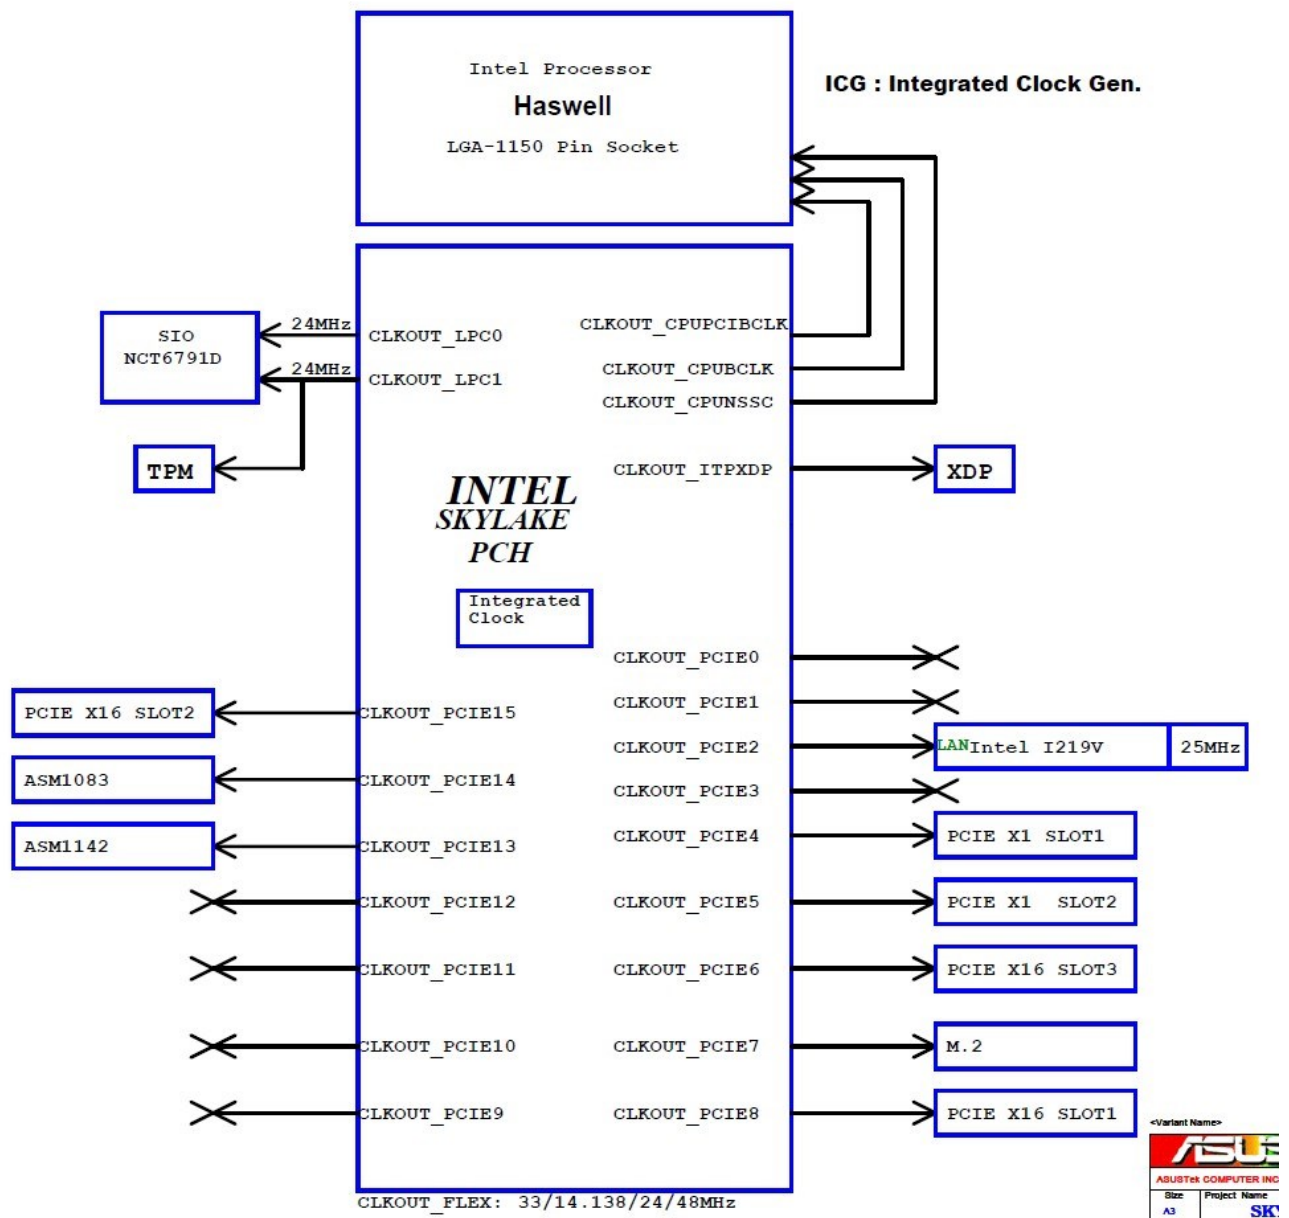 Intel Processor
Haswell
LGA-1150 Pin Socket
ICG : Integrated Clock Gen.
SIO
NCT6791D
24MHz
CLKOUT_LPC0
24MHz
CLKOUT_LPC1
TPM
CLKOUT_CPUPCIBCLK
CLKOUT_CPUBCLK
CLKOUT_CPUNSSC
CLKOUT_ITPXDP
XDP
INTEL
SKYLAKE
PCH
Integrated
Clock
PCIE X16 SLOT2
CLKOUT_PCIE15
ASM1083
CLKOUT_PCIE14
ASM1142
CLKOUT_PCIE13
CLKOUT_PCIE12
CLKOUT_PCIE11
CLKOUT_PCIE10
CLKOUT_PCIE9
CLKOUT_PCIE0
CLKOUT_PCIE1
CLKOUT_PCIE2
LAN Intel I219V
25MHz
CLKOUT_PCIE3
CLKOUT_PCIE4
PCIE X1 SLOT1
CLKOUT_PCIE5
PCIE X1 SLOT2
CLKOUT_PCIE6
PCIE X16 SLOT3
CLKOUT_PCIE7
M.2
CLKOUT_PCIE8
PCIE X16 SLOT1
CLKOUT_FLEX: 33/14.138/24/48MHz
<Variant Name>
ASUS
ASUSTek COMPUTER INC
Size
Project Name
A3
SKY